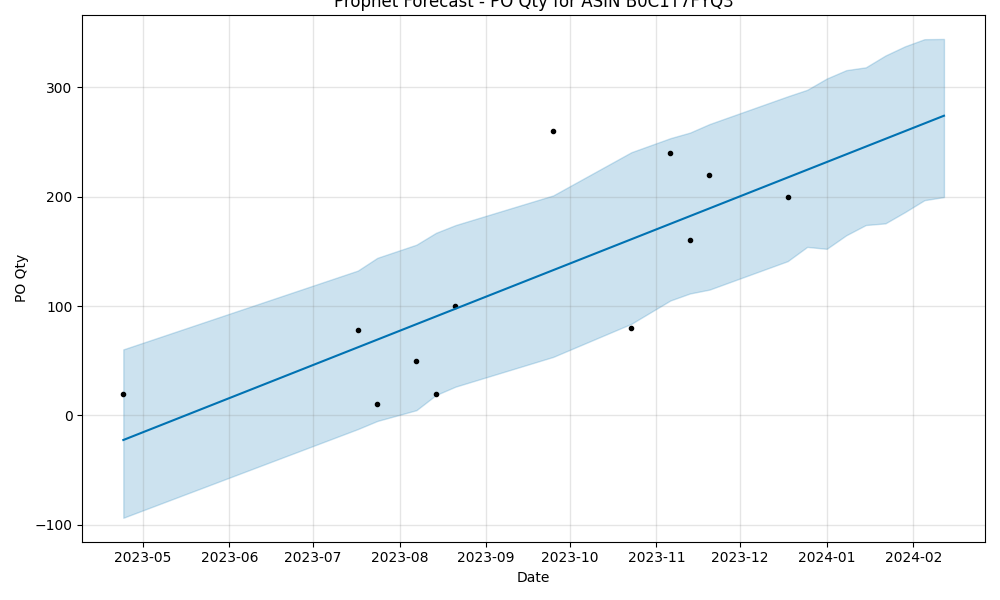 Prophet Forecast - PO Qty for ASIN B0C1T7FYQ3
300
200
100
0
−100
PO Qty
2023-05 2023-06 2023-07 2023-08 2023-09 2023-10 2023-11 2023-12 2024-01 2024-02
Date